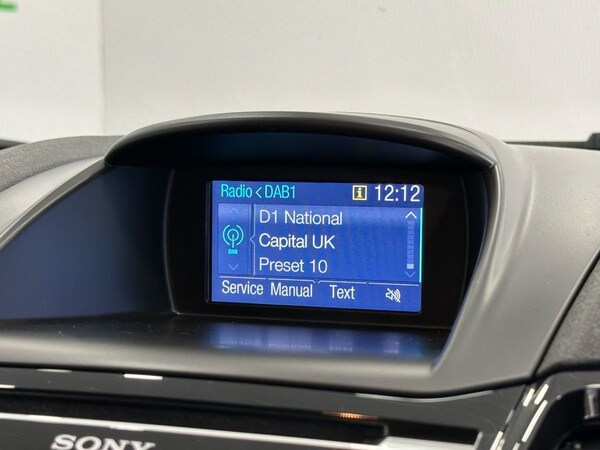 Radio < DAB1 i 12:12
D1 National
Capital UK
Preset 10
Service Manual Text
SONY